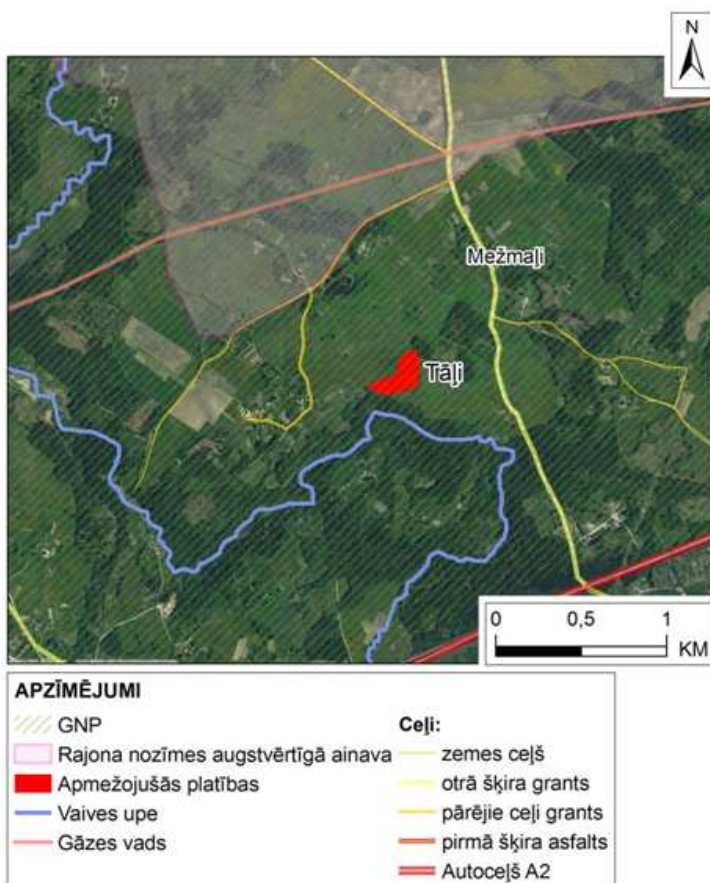 N
Mežmaļi
Tāļi
0 0,5 1
KM
APZĪMĒJUMI
GNP
Rajona nozīmes augstvērtīgā ainava
Apmežojušās platības
Vaives upe
Gāzes vads
Ceļi:
zemes ceļš
otrā šķira grants
pārējie ceļi grants
pirmā šķira asfalts
Autoceļš A2